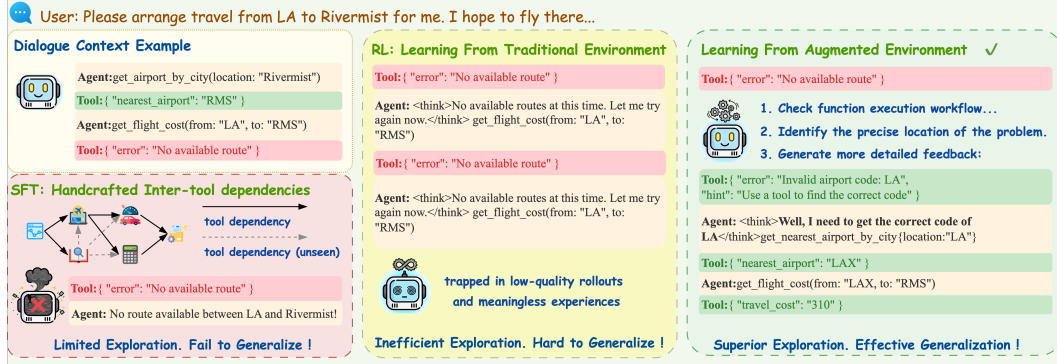 User: Please arrange travel from LA to Rivermist for me. I hope to fly there...
Dialogue Context Example
Agent:get_airport_by_city(location: "Rivermist")
Tool:{ "nearest_airport": "RMS" }
Agent:get_flight_cost(from: "LA", to: "RMS")
Tool:{ "error": "No available route" }
SFT: Handcrafted Inter-tool dependencies
tool dependency
tool dependency (unseen)
Tool:{ "error": "No available route" }
Agent: No route available between LA and Rivermist!
Limited Exploration. Fail to Generalize !
RL: Learning From Traditional Environment
Tool:{ "error": "No available route" }
Agent: <think>No available routes at this time. Let me try
again now.</think> get_flight_cost(from: "LA", to:
"RMS")
Tool:{ "error": "No available route" }
Agent: <think>No available routes at this time. Let me try
again now.</think> get_flight_cost(from: "LA", to:
"RMS")
trapped in low-quality rollouts
and meaningless experiences
Inefficient Exploration. Hard to Generalize !
Learning From Augmented Environment ✓
Tool:{ "error": "No available route" }
1. Check function execution workflow...
2. Identify the precise location of the problem.
3. Generate more detailed feedback:
Tool:{ "error": "Invalid airport code: LA",
"hint": "Use a tool to find the correct code" }
Agent: <think>Well, I need to get the correct code of
LA</think>get_nearest_airport_by_city{location:"LA"}
Tool:{ "nearest_airport": "LAX" }
Agent:get_flight_cost(from: "LAX, to: "RMS")
Tool:{ "travel_cost": "310" }
Superior Exploration. Effective Generalization !